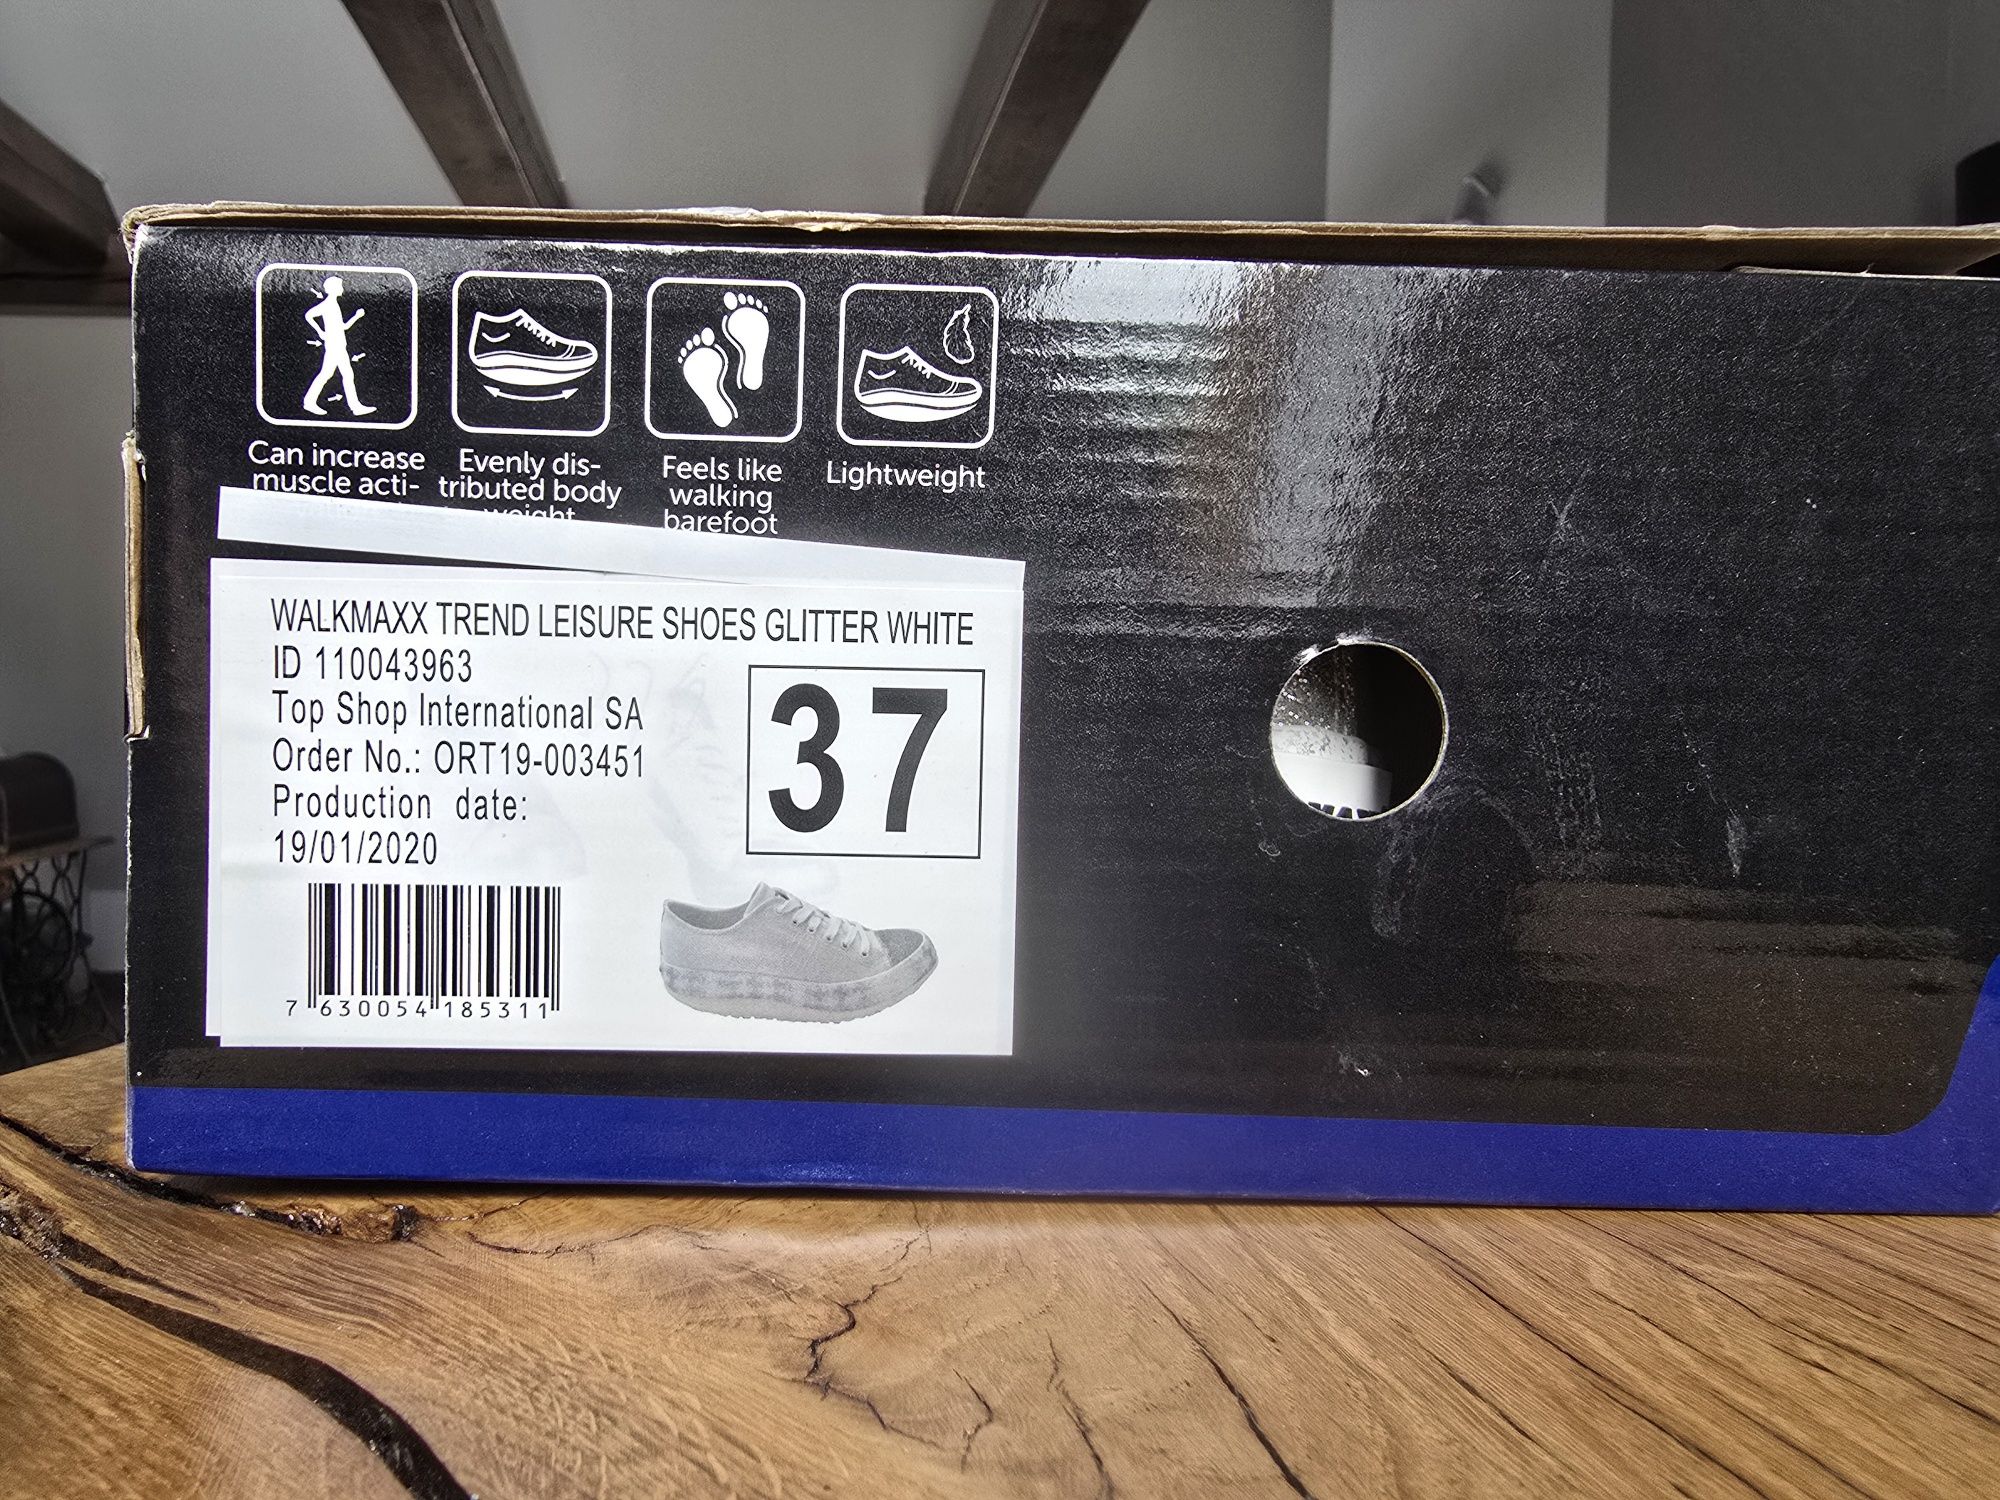 Can increase
muscle acti-
Evenly dis-
tributed body
weight
Feels like
walking
barefoot
Lightweight
WALKMAXX TREND LEISURE SHOES GLITTER WHITE
ID 110043963
Top Shop International SA
Order No.: ORT19-003451
Production date:
19/01/2020
37
7 630054 185311